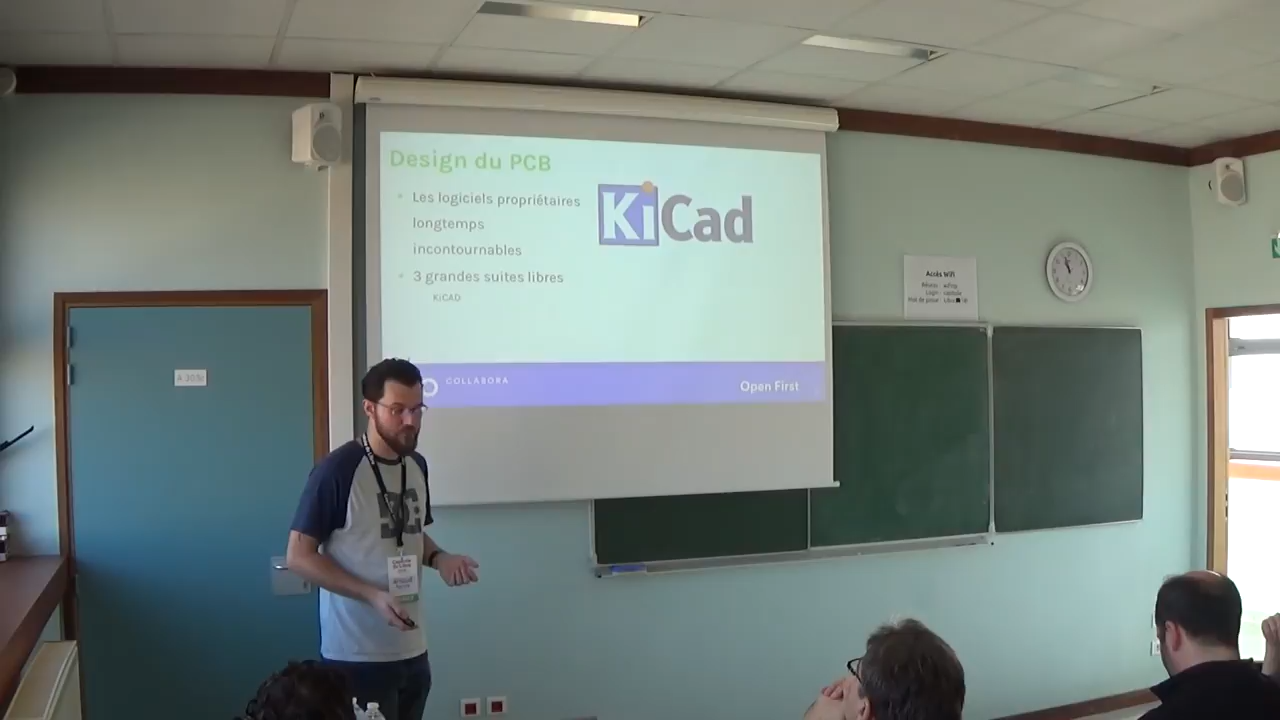 Design du PCB
Les logiciels propriétaires
longtemps
incontournables
3 grandes suites libres
KiCAD
KiCad
COLLABORA
Open First
Accès Wifi